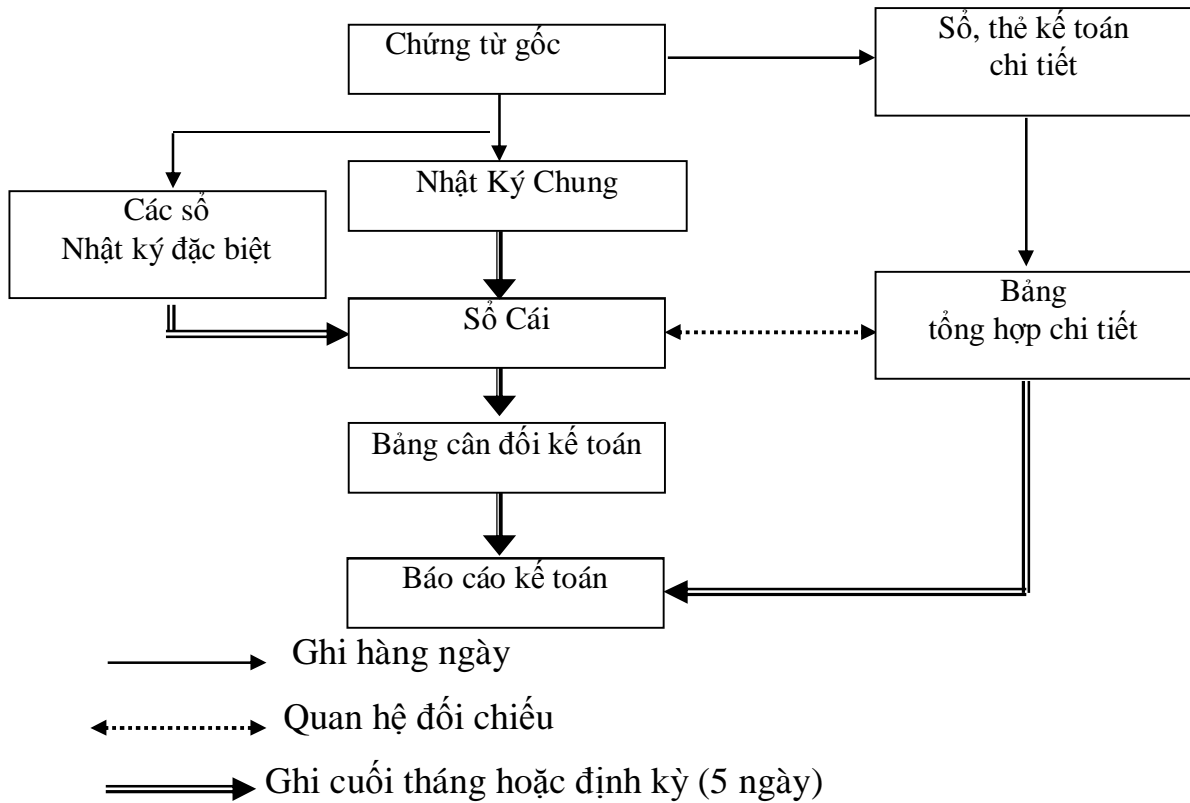 Chứng từ gốc
Sổ, thẻ kế toán
chi tiết
Nhật Ký Chung
Các sổ
Nhật ký đặc biệt
Sổ Cái
Bảng
tổng hợp chi tiết
Bảng cân đối kế toán
Báo cáo kế toán
Ghi hàng ngày
Quan hệ đối chiếu
Ghi cuối tháng hoặc định kỳ (5 ngày)